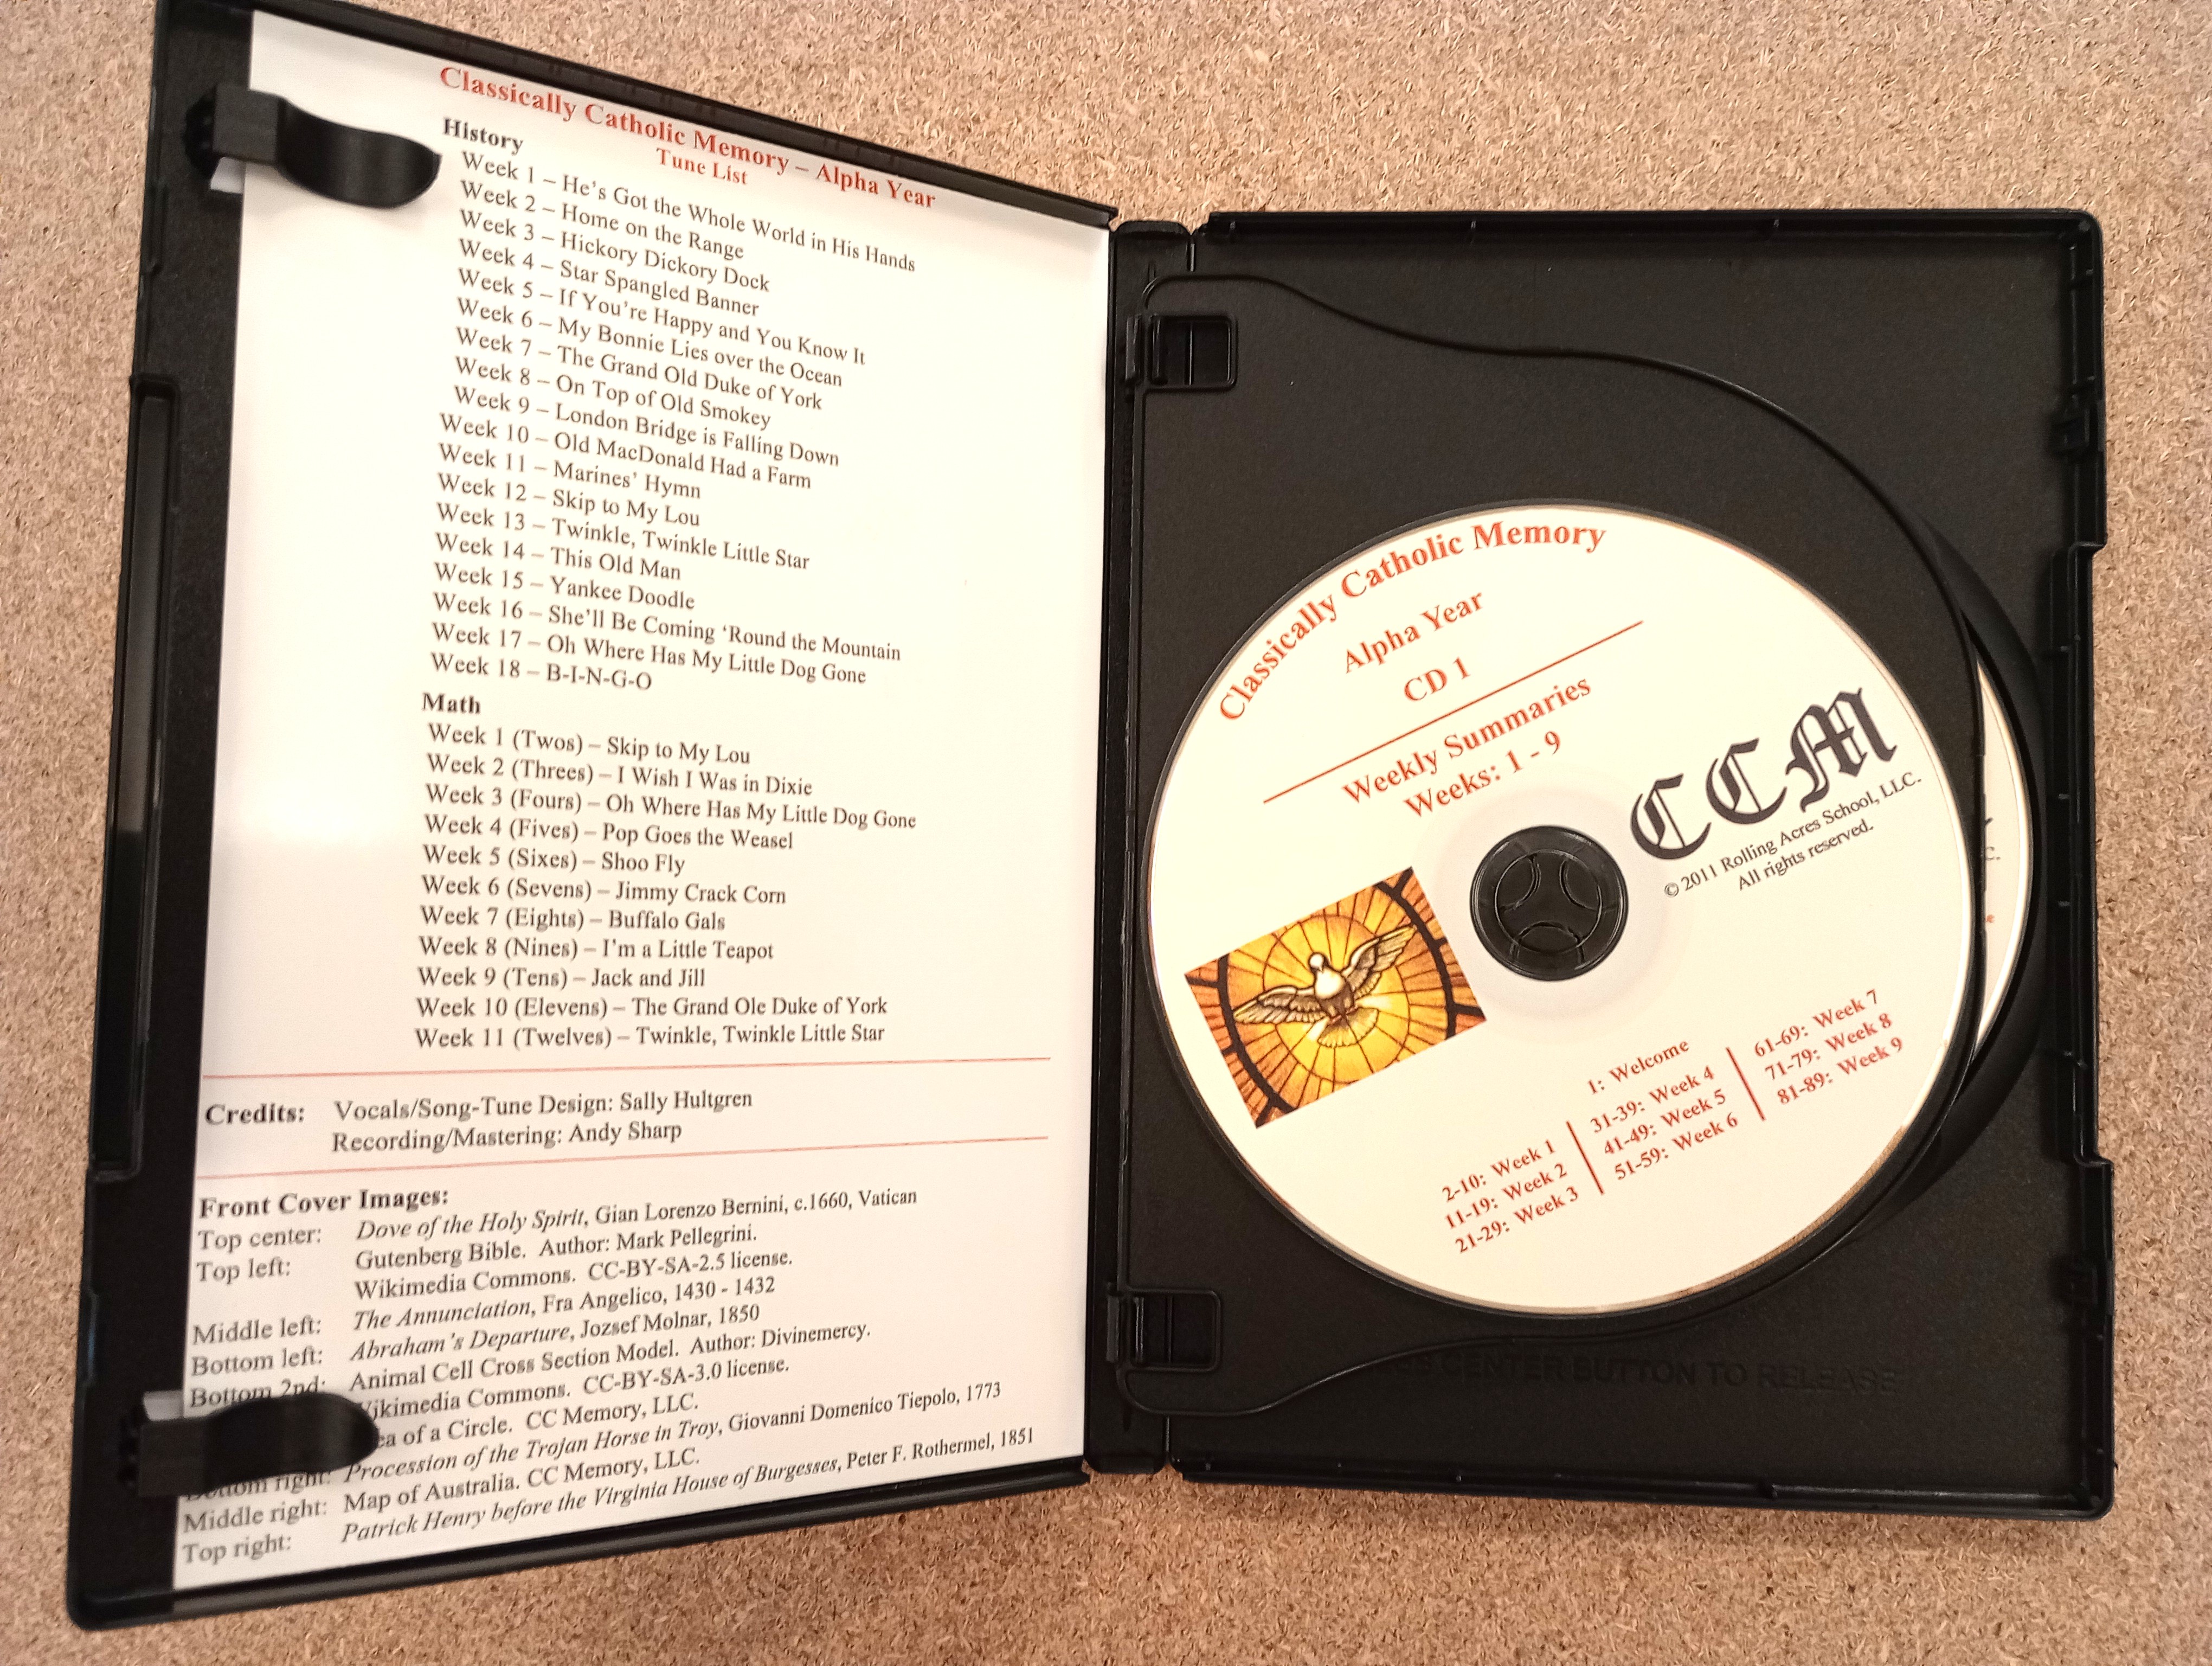 Classically Catholic Memory – Alpha Year
Tune List
History
Week 1 – He's Got the Whole World in His Hands
Week 2 – Home on the Range
Week 3 – Hickory Dickory Dock
Week 4 – Star Spangled Banner
Week 5 – If You're Happy and You Know It
Week 6 – My Bonnie Lies over the Ocean
Week 7 – The Grand Old Duke of York
Week 8 – On Top of Old Smokey
Week 9 – London Bridge is Falling Down
Week 10 – Old MacDonald Had a Farm
Week 11 – Marines' Hymn
Week 12 – Skip to My Lou
Week 13 – Twinkle, Twinkle Little Star
Week 14 – This Old Man
Week 15 – Yankee Doodle
Week 16 – She'll Be Coming 'Round the Mountain
Week 17 – Oh Where Has My Little Dog Gone
Week 18 – B-I-N-G-O
Math
Week 1 (Twos) – Skip to My Lou
Week 2 (Threes) – I Wish I Was in Dixie
Week 3 (Fours) – Oh Where Has My Little Dog Gone
Week 4 (Fives) – Pop Goes the Weasel
Week 5 (Sixes) – Shoo Fly
Week 6 (Sevens) – Jimmy Crack Corn
Week 7 (Eights) – Buffalo Gals
Week 8 (Nines) – I'm a Little Teapot
Week 9 (Tens) – Jack and Jill
Week 10 (Elevens) – The Grand Ole Duke of York
Week 11 (Twelves) – Twinkle, Twinkle Little Star
Credits: Vocals/Song-Tune Design: Sally Hultgren
Recording/Mastering: Andy Sharp
Front Cover Images:
Top center: Dove of the Holy Spirit, Gian Lorenzo Bernini, c.1660, Vatican
Top left: Gutenberg Bible. Author: Mark Pellegrini.
Wikimedia Commons. CC-BY-SA-2.5 license.
Middle left: The Annunciation, Fra Angelico, 1430 - 1432
Bottom left: Abraham's Departure, Jozsef Molnar, 1850
Bottom 2nd: Animal Cell Cross Section Model. Author: Divinemercy.
Wikimedia Commons. CC-BY-SA-3.0 license.
of a Circle. CC Memory, LLC.
Bottom right: Procession of the Trojan Horse in Troy, Giovanni Domenico Tiepolo, 1773
Middle right: Map of Australia. CC Memory, LLC.
Top right: Patrick Henry before the Virginia House of Burgesses, Peter F. Rothermel, 1851
Classically Catholic Memory
Alpha Year
CD 1
Weekly Summaries
Weeks: 1 - 9
CCM
© 2011 Rolling Acres School, LLC.
All rights reserved.
1: Welcome
2-10: Week 1
11-19: Week 2
21-29: Week 3
31-39: Week 4
41-49: Week 5
51-59: Week 6
61-69: Week 7
71-79: Week 8
81-89: Week 9
CENTER BUTTON TO RELEASE